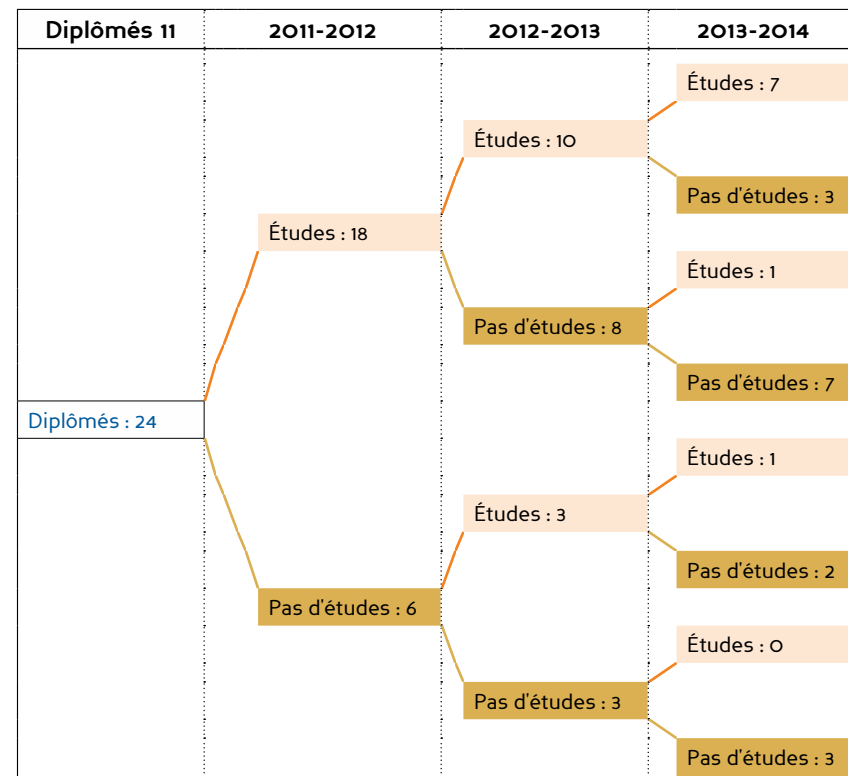 Diplômés 11 2011-2012 2012-2013 2013-2014
Études : 7
Études : 10
Pas d'études : 3
Études : 18
Études : 1
Pas d'études : 8
Pas d'études : 7
Diplômés : 24
Études : 1
Études : 3
Pas d'études : 2
Pas d'études : 6
Études : 0
Pas d'études : 3
Pas d'études : 3